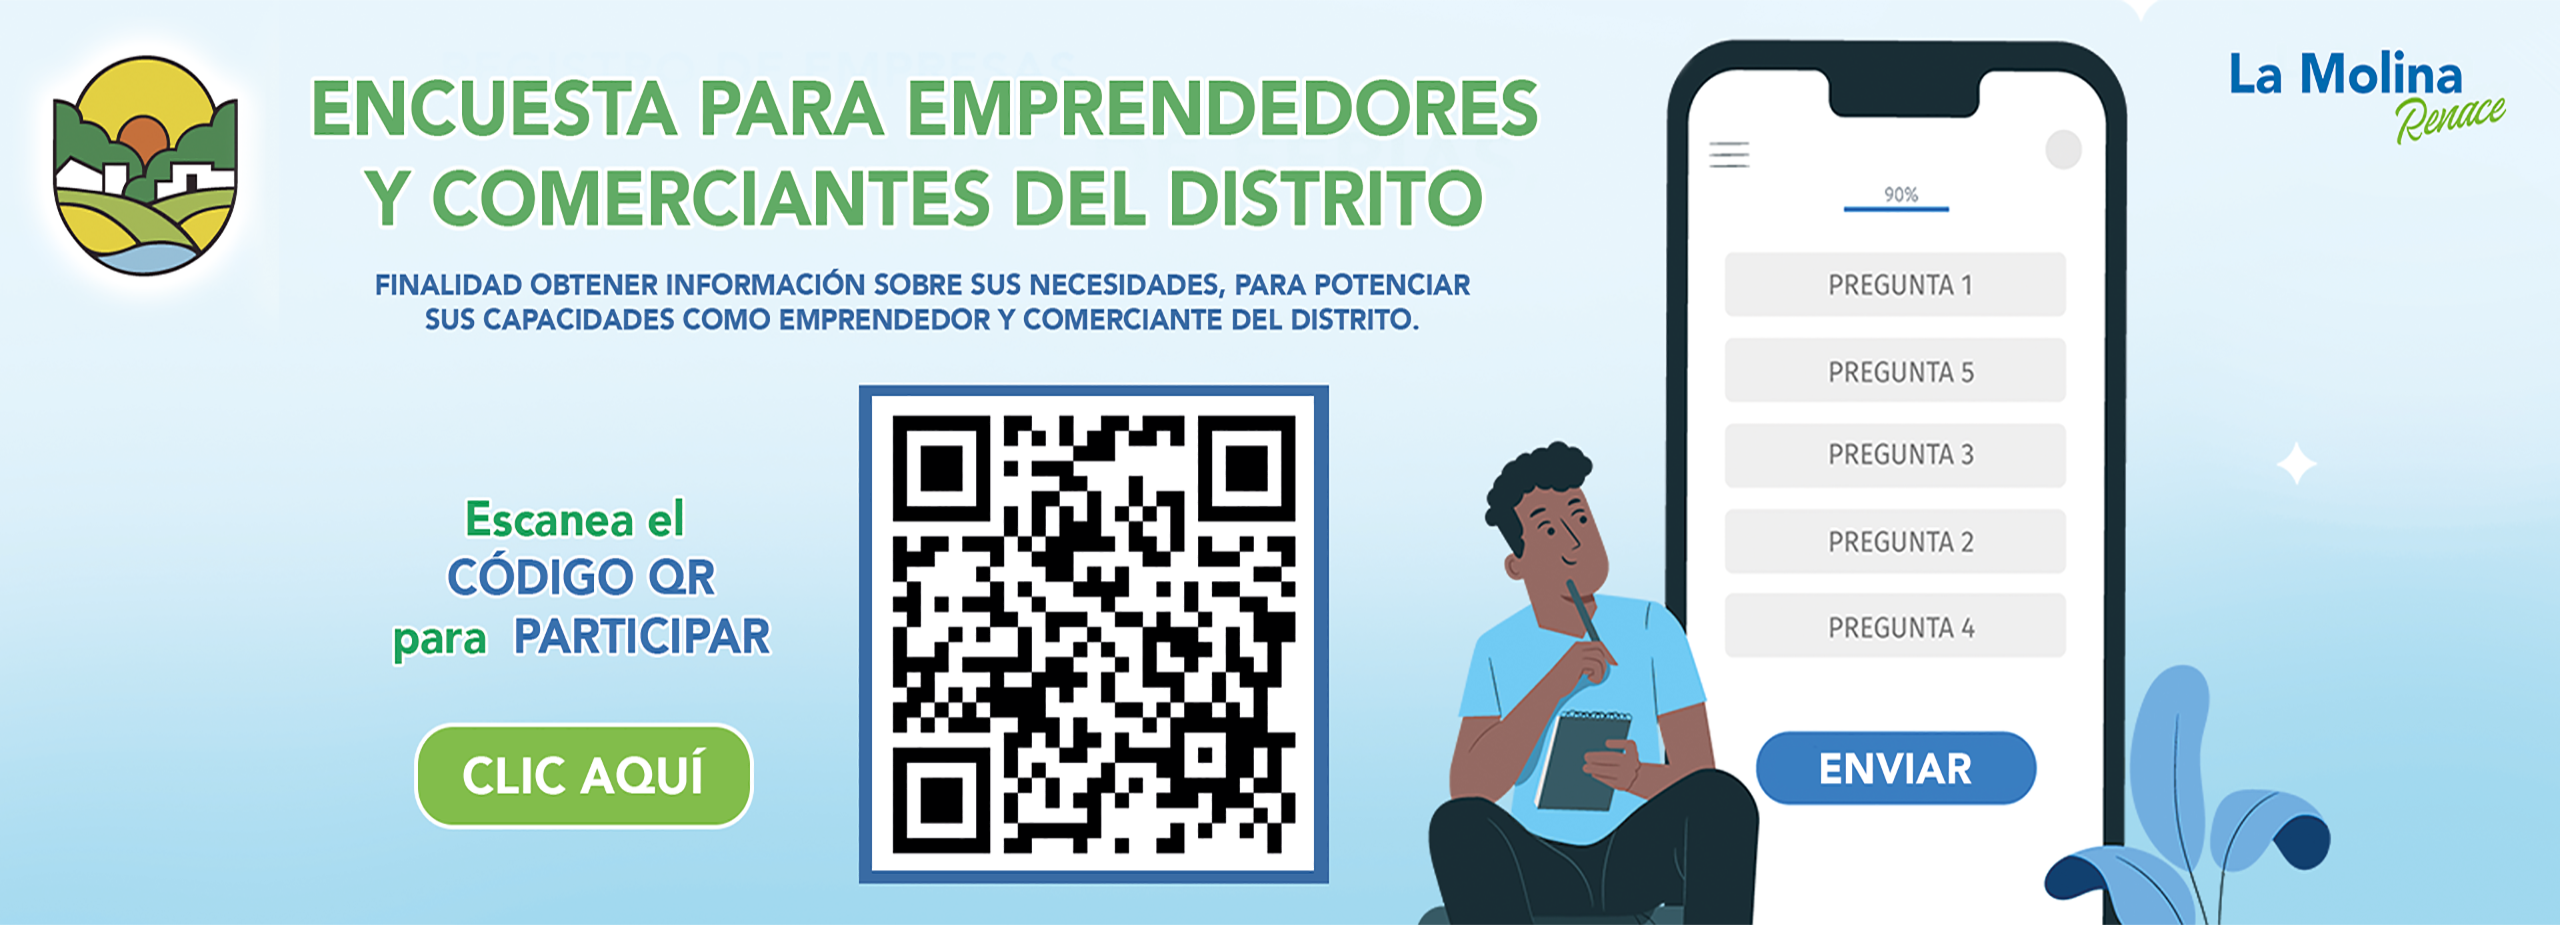 ENCUESTA PARA EMPRENDEDORES
Y COMERCIANTES DEL DISTRITO
FINALIDAD OBTENER INFORMACIÓN SOBRE SUS NECESIDADES, PARA POTENCIAR
SUS CAPACIDADES COMO EMPRENDEDOR Y COMERCIANTE DEL DISTRITO.
Escanea el
CÓDIGO QR
para PARTICIPAR
CLIC AQUÍ
90%
PREGUNTA 1
PREGUNTA 5
PREGUNTA 3
PREGUNTA 2
PREGUNTA 4
ENVIAR
La Molina
Renace